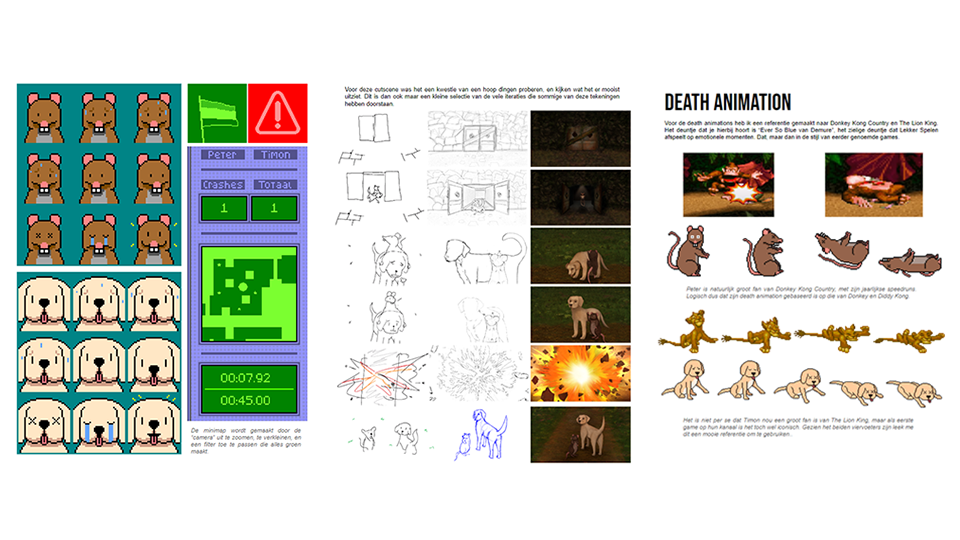 Peter Timon
Crashes Totaal
1 1
00:07.92
00:45.00
De minimap wordt gemaakt door de
"camera" uit te zoomen, te verkleinen, en
een filter toe te passen die alles groen
maakt.
Voor deze cutscene was het een kwestie van een hoop dingen proberen, en kijken wat het er mooist
uitziet. Dit is dan ook maar een kleine selectie van de vele iteraties die sommige van deze tekeningen
hebben doorstaan.
DEATH ANIMATION
Voor de death animations heb ik een referentie gemaakt naar Donkey Kong Country en The Lion King.
Het deuntje dat je hierbij hoort is "Ever So Blue van Demure", het zielige deuntje dat Lekker Spelen
afspeelt op emotionele momenten. Dat, maar dan in de stijl van eerder genoemde games.
Peter is natuurlijk groot fan van Donkey Kong Country, met zijn jaarlijkse speedruns.
Logisch dus dat zijn death animation gebaseerd is op die van Donkey en Diddy Kong.
Het is niet per se dat Timon nou een groot fan is van The Lion King, maar als eerste
game op hun kanaal is het toch wel iconisch. Gezien het beiden viervoeters zijn leek me
dit een mooie referentie om te gebruiken..